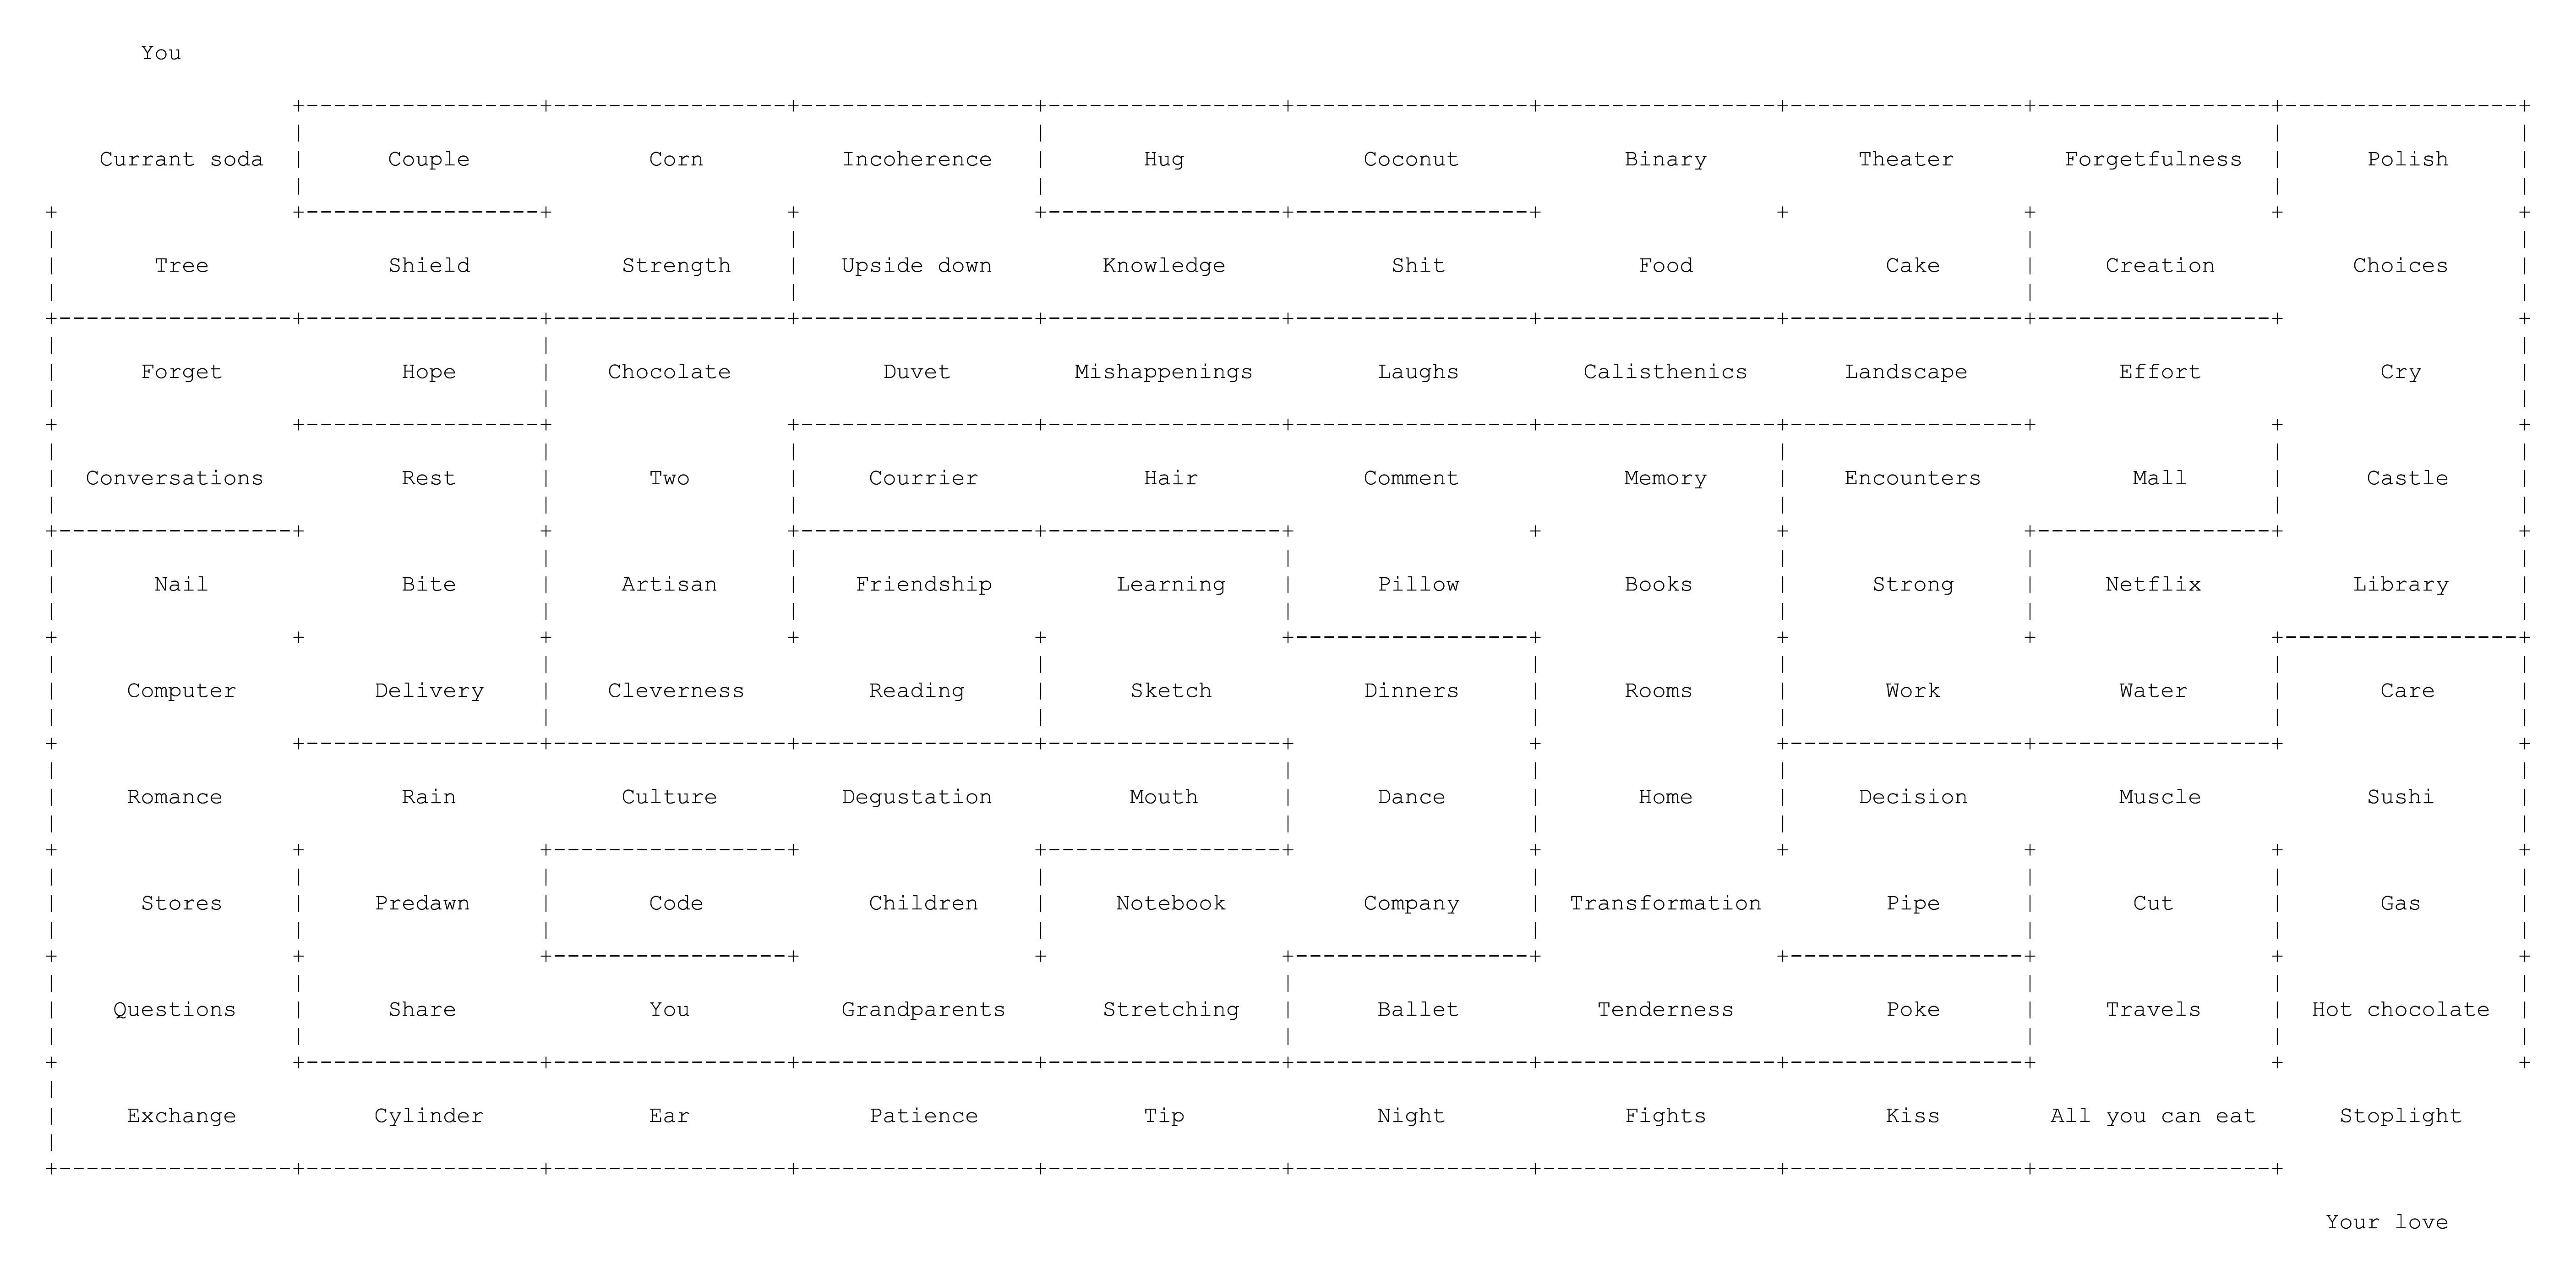 You
Currant soda Couple Corn Incoherence Hug Coconut Binary Theater Forgetfulness Polish
Tree Shield Strength Upside down Knowledge Shit Food Cake Creation Choices
Forget Hope Chocolate Duvet Mishappenings Laughs Calisthenics Landscape Effort Cry
Conversations Rest Two Courrier Hair Comment Memory Encounters Mall Castle
Nail Bite Artisan Friendship Learning Pillow Books Strong Netflix Library
Computer Delivery Cleverness Reading Sketch Dinners Rooms Work Water Care
Romance Rain Culture Degustation Mouth Dance Home Decision Muscle Sushi
Stores Predawn Code Children Notebook Company Transformation Pipe Cut Gas
Questions Share You Grandparents Stretching Ballet Tenderness Poke Travels Hot chocolate
Exchange Cylinder Ear Patience Tip Night Fights Kiss All you can eat Stoplight
Your love